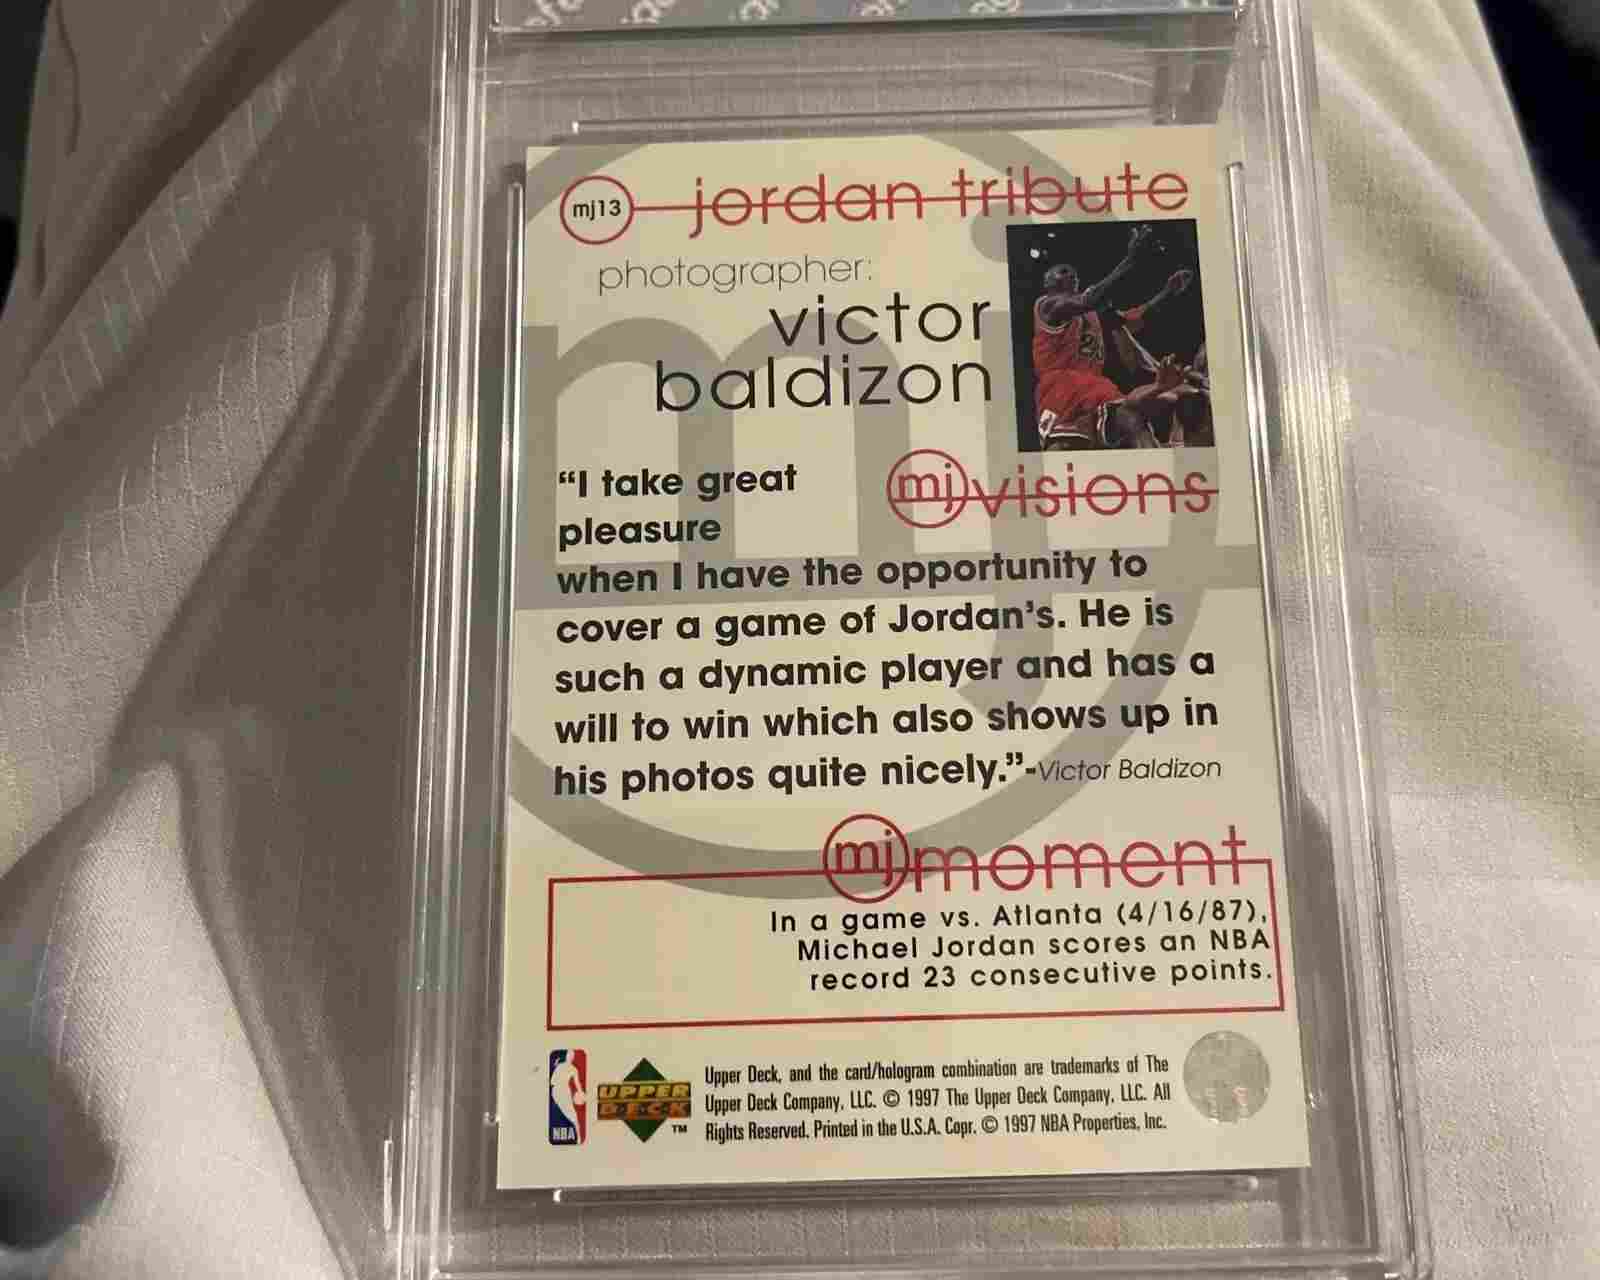 mj13 jordan tribute
photographer:
victor
baldizon
“I take great
pleasure
mj visions
when I have the opportunity to
cover a game of Jordan's. He is
such a dynamic player and has a
will to win which also shows up in
his photos quite nicely.”-Victor Baldizon
mj moment
In a game vs. Atlanta (4/16/87),
Michael Jordan scores an NBA
record 23 consecutive points.
Upper Deck, and the card/hologram combination are trademarks of The
Upper Deck Company, LLC. © 1997 The Upper Deck Company, LLC. All
Rights Reserved. Printed in the U.S.A. Copr. © 1997 NBA Properties, Inc.
NBA
UPPER
DECK
TM
mj